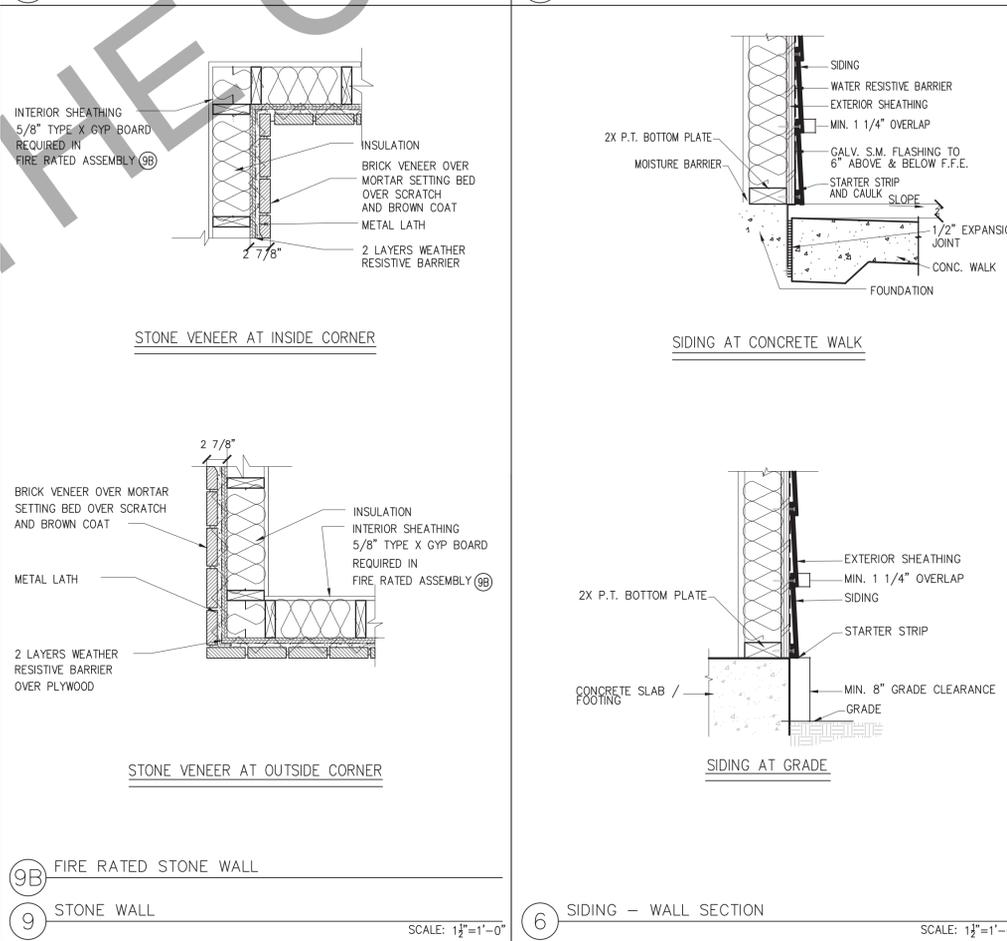 HE C
INTERIOR SHEATHING
5/8" TYPE X GYP BOARD
REQUIRED IN
FIRE RATED ASSEMBLY 9B
INSULATION
BRICK VENEER OVER
MORTAR SETTING BED
OVER SCRATCH
AND BROWN COAT
METAL LATH
2 LAYERS WEATHER
RESISTIVE BARRIER
2 7/8"
STONE VENEER AT INSIDE CORNER
2 7/8"
BRICK VENEER OVER MORTAR
SETTING BED OVER SCRATCH
AND BROWN COAT
METAL LATH
2 LAYERS WEATHER
RESISTIVE BARRIER
OVER PLYWOOD
INSULATION
INTERIOR SHEATHING
5/8" TYPE X GYP BOARD
REQUIRED IN
FIRE RATED ASSEMBLY 9B
STONE VENEER AT OUTSIDE CORNER
9B FIRE RATED STONE WALL
9 STONE WALL
SCALE: 1½"=1'-0"
SIDING
WATER RESISTIVE BARRIER
EXTERIOR SHEATHING
MIN. 1 1/4" OVERLAP
GALV. S.M. FLASHING TO
6" ABOVE & BELOW F.F.E.
STARTER STRIP
AND CAULK
SLOPE
1/2" EXPANSIO
JOINT
CONC. WALK
FOUNDATION
2X P.T. BOTTOM PLATE
MOISTURE BARRIER
SIDING AT CONCRETE WALK
EXTERIOR SHEATHING
MIN. 1 1/4" OVERLAP
SIDING
STARTER STRIP
MIN. 8" GRADE CLEARANCE
GRADE
2X P.T. BOTTOM PLATE
CONCRETE SLAB /
FOOTING
SIDING AT GRADE
6 SIDING – WALL SECTION
SCALE: 1½"=1'-